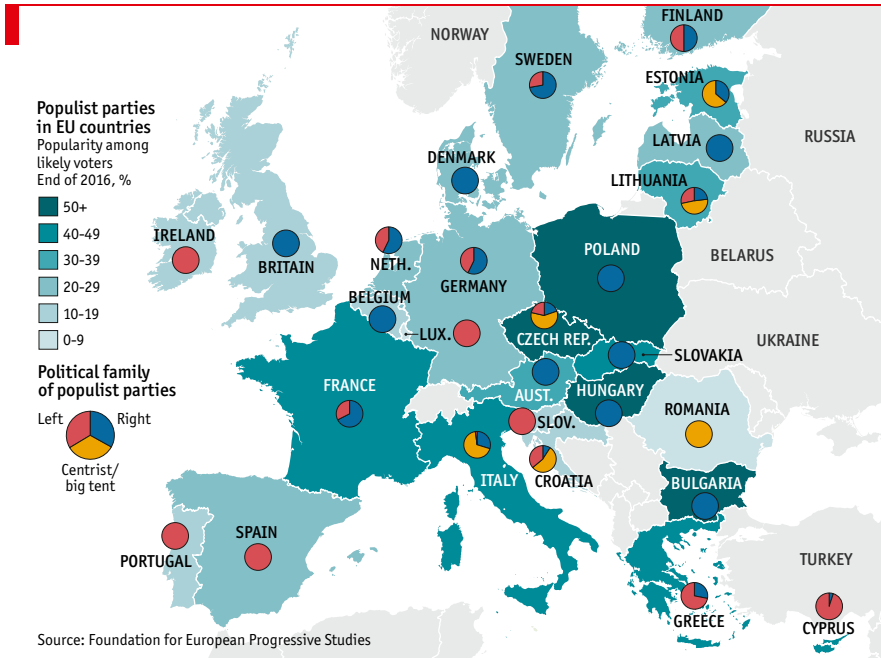 Populist parties
in EU countries
Popularity among
likely voters
End of 2016, %
50+
40-49
30-39
20-29
10-19
0-9
Political family
of populist parties
Left
Right
Centrist/
big tent
NORWAY
FINLAND
SWEDEN
ESTONIA
RUSSIA
LATVIA
DENMARK
LITHUANIA
IRELAND
BRITAIN
NETH.
GERMANY
POLAND
BELARUS
BELGIUM
LUX.
CZECH REP.
UKRAINE
SLOVAKIA
FRANCE
AUST.
HUNGARY
ROMANIA
SLOV.
ITALY
CROATIA
BULGARIA
PORTUGAL
SPAIN
TURKEY
GREECE
CYPRUS
Source: Foundation for European Progressive Studies